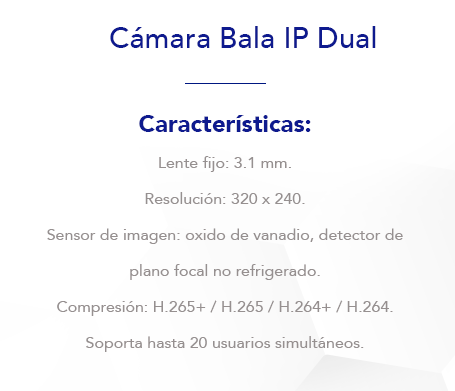 Cámara Bala IP Dual
Características:
Lente fijo: 3.1 mm.
Resolución: 320 x 240.
Sensor de imagen: oxido de vanadio, detector de
plano focal no refrigerado.
Compresión: H.265+ / H.265 / H.264+ / H.264.
Soporta hasta 20 usuarios simultáneos.